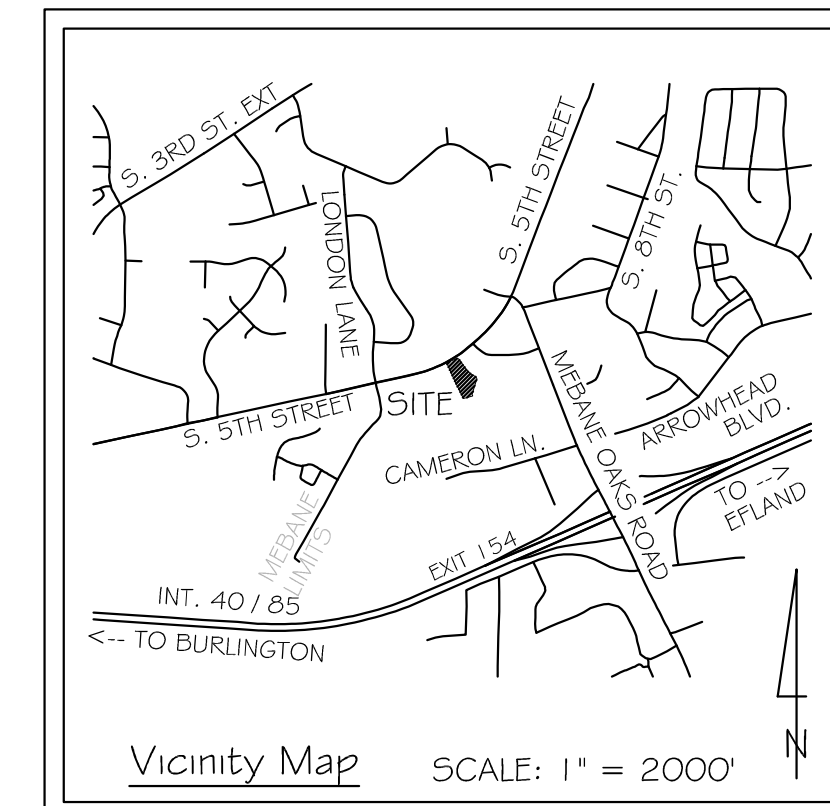 S. 3RD ST. EXT
S. 5TH STREET
S. 8TH ST.
LONDON LANE
MEBANE OAKS ROAD
SITE
S. 5TH STREET
ARROWHEAD
BLVD.
CAMERON LN.
TO -->
EFLAND
MEBANE
LIMITS
EXIT 154
INT. 40 / 85
<-- TO BURLINGTON
Vicinity Map
SCALE: 1" = 2000'
N